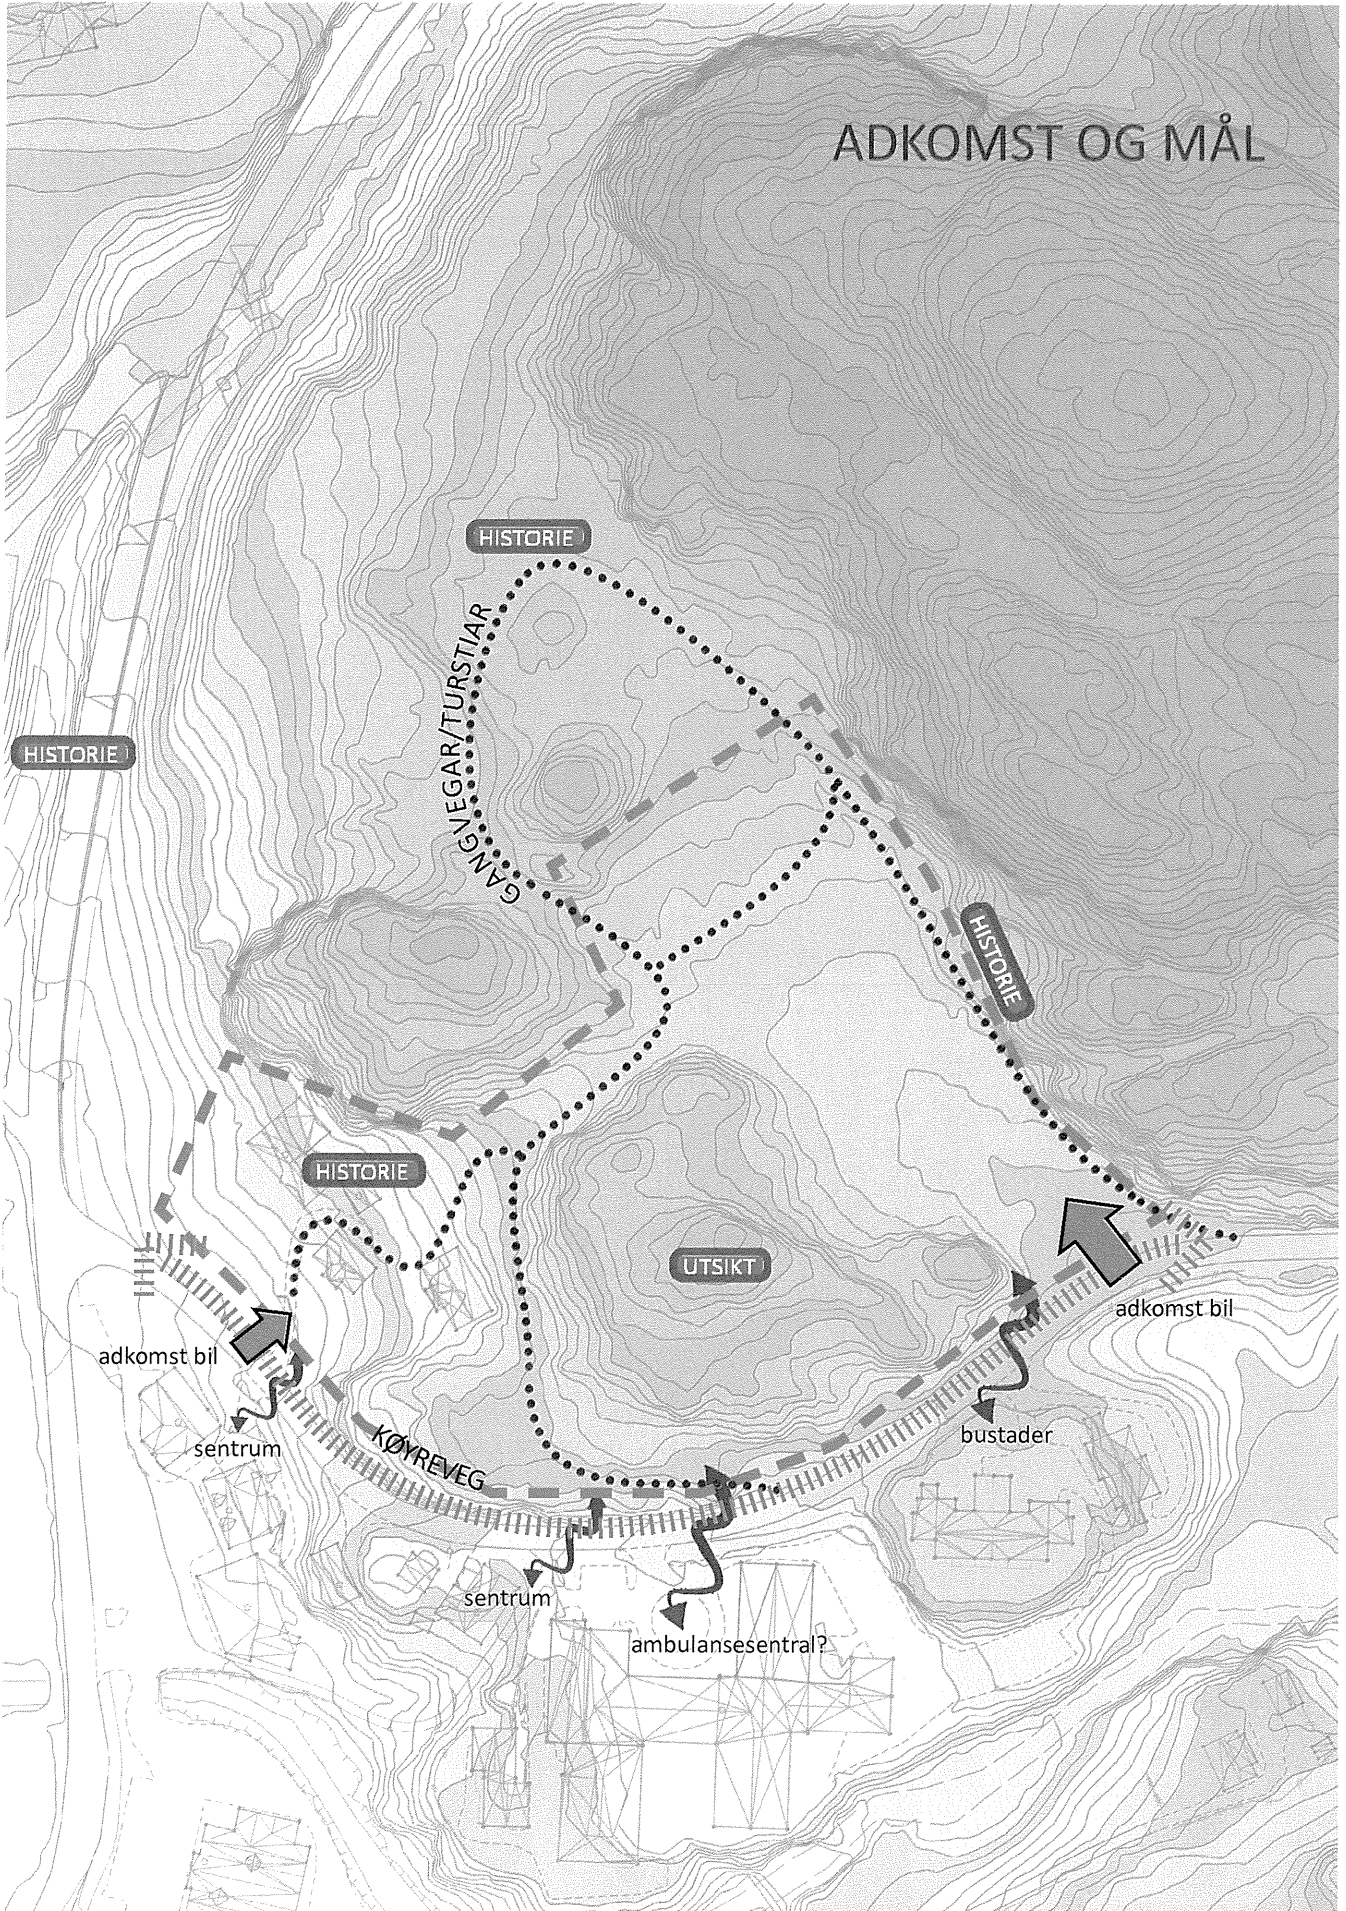 ADKOMST OG MÅL
HISTORIE
GANGVEGAR/TURSTIAR
HISTORIE
HISTORIE
HISTORIE
UTSIKT
adkomst bil
adkomst bil
sentrum
KØYREVEG
bustader
sentrum
ambulansesentral?